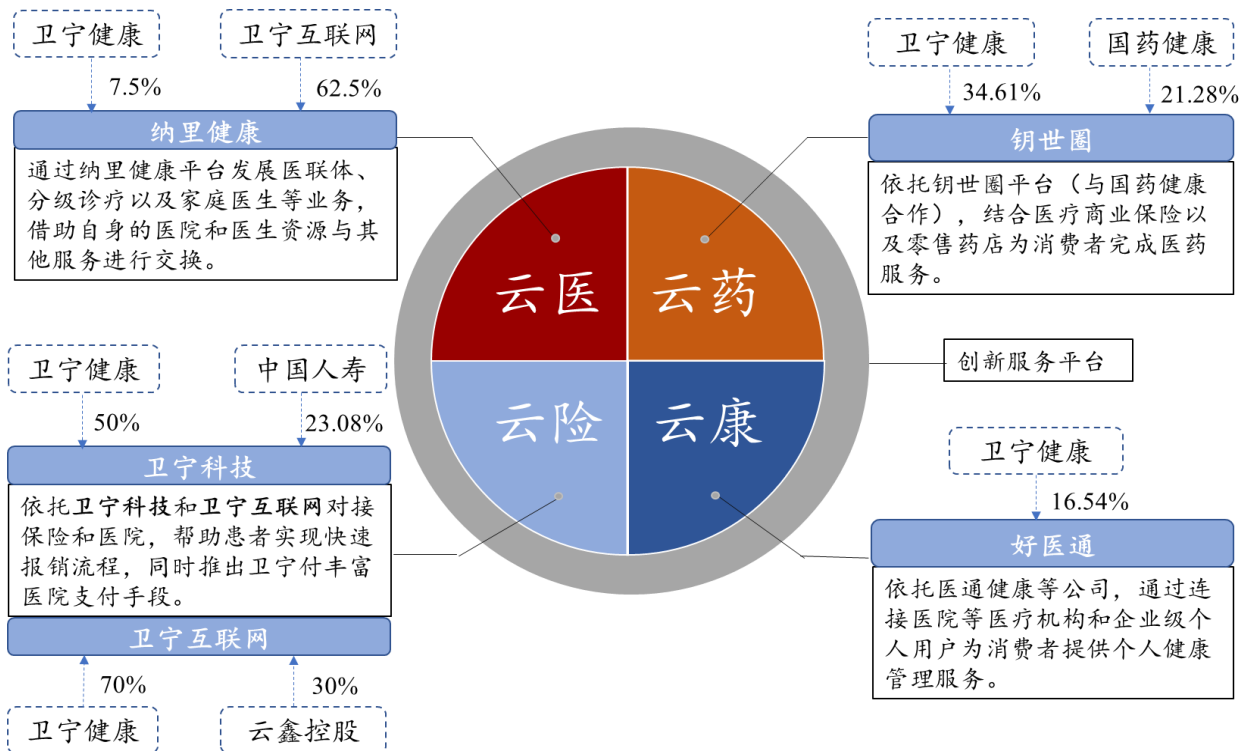 卫宁健康
卫宁互联网
7.5%
62.5%
纳里健康
通过纳里健康平台发展医联体、
分级诊疗以及家庭医生等业务，
借助自身的医院和医生资源与其
他服务进行交换。
卫宁健康
国药健康
34.61%
21.28%
钥世圈
依托钥世圈平台（与国药健康
合作），结合医疗商业保险以
及零售药店为消费者完成医药
服务。
云医
云药
云险
云康
创新服务平台
卫宁健康
中国人寿
50%
23.08%
卫宁科技
依托卫宁科技和卫宁互联网对接
保险和医院，帮助患者实现快速
报销流程，同时推出卫宁付丰富
医院支付手段。
卫宁互联网
70%
30%
卫宁健康
云鑫控股
卫宁健康
16.54%
好医通
依托医通健康等公司，通过连
接医院等医疗机构和企业级个
人用户为消费者提供个人健康
管理服务。